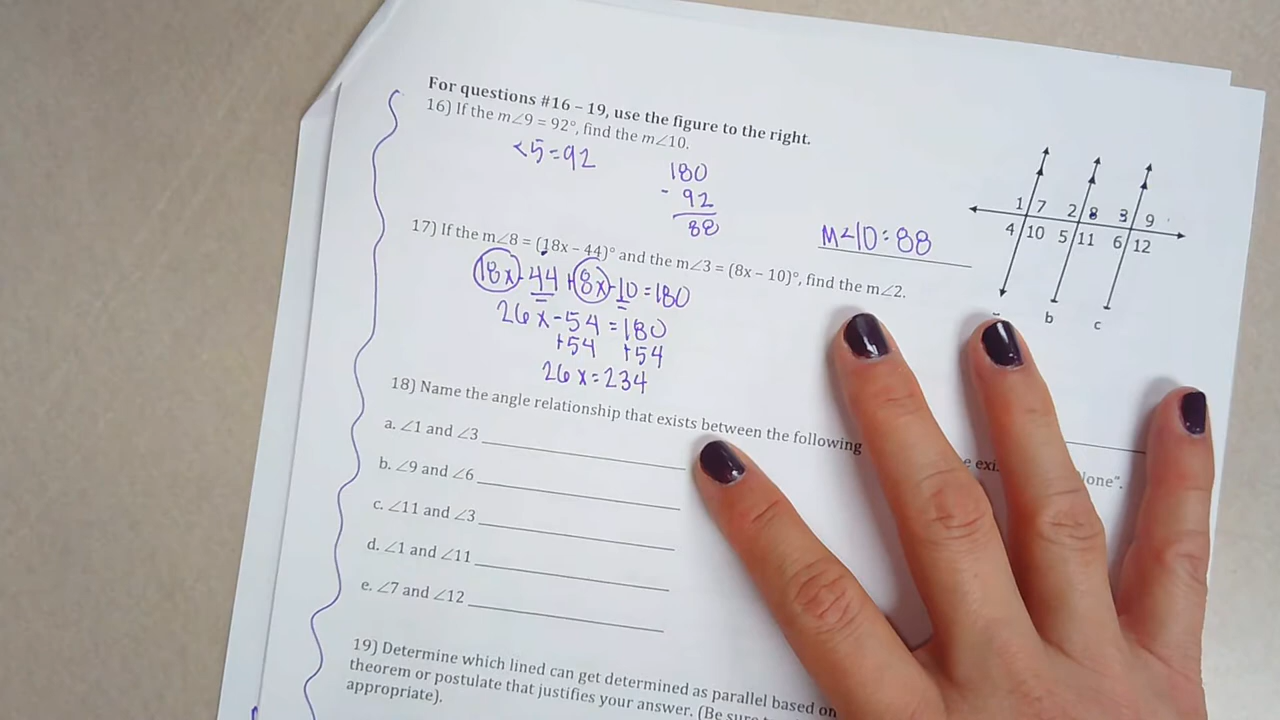 For questions #16 – 19, use the figure to the right.
16) If the m∠9 = 92°, find the m∠10.
<5=92
180
- 92
88
M<10=88
17) If the m∠8 = (18x – 44)° and the m∠3 = (8x – 10)°, find the m∠2.
18x-44+8x-10=180
26x-54=180
+54 +54
26x=234
18) Name the angle relationship that exists between the following
e exi
None".
a. ∠1 and ∠3
b. ∠9 and ∠6
c. ∠11 and ∠3
d. ∠1 and ∠11
e. ∠7 and ∠12
19) Determine which lined can get determined as parallel based on
theorem or postulate that justifies your answer. (Be sure
appropriate).
1 7 2 8 3 9
4 10 5 11 6 12
b c